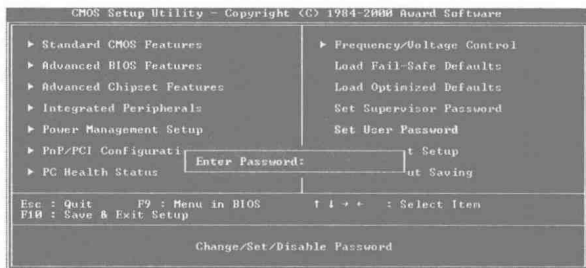 CMOS Setup Utility - Copyright (C) 1984-2000 Award Software
▶ Standard CMOS Features
▶ Advanced BIOS Features
▶ Advanced Chipset Features
▶ Integrated Peripherals
▶ Power Management Setup
▶ PnP/PCI Configurati
▶ PC Health Status
▶ Frequency/Voltage Control
Load Fail-Safe Defaults
Load Optimized Defaults
Set Supervisor Password
Set User Password
t Setup
ut Saving
Enter Password:
Esc : Quit F9 : Menu in BIOS ↑ ↓ → ← : Select Item
F10 : Save & Exit Setup
Change/Set/Disable Password